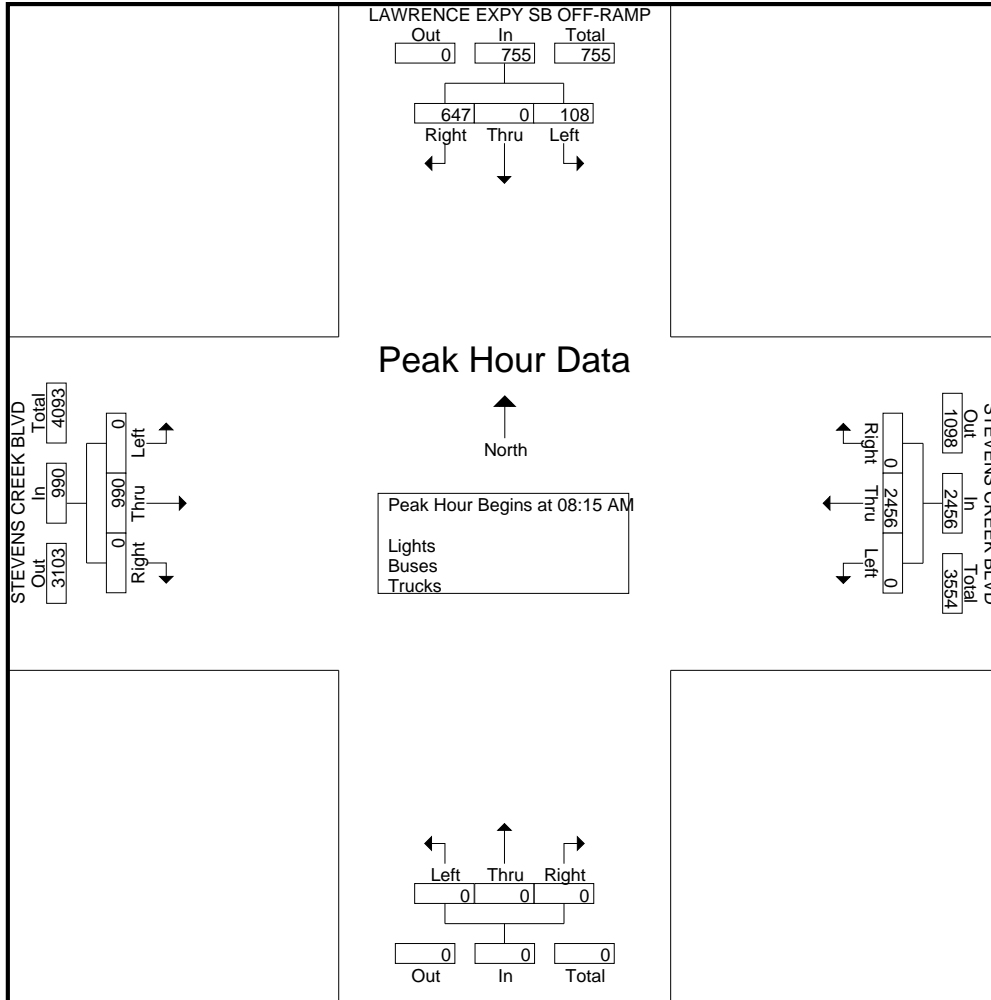 LAWRENCE EXPY SB OFF-RAMP
Out In Total
0 755 755
647 0 108
Right Thru Left
Peak Hour Data
North
Peak Hour Begins at 08:15 AM
Lights
Buses
Trucks
STEVENS CREEK BLVD
Total In Out
4093 990 3103
0 990 0
Left Thru Right
STEVENS CREEK BLVD
Out In Total
1098 2456 3554
0 2456 0
Right Thru Left
Left Thru Right
0 0 0
0 0 0
Out In Total